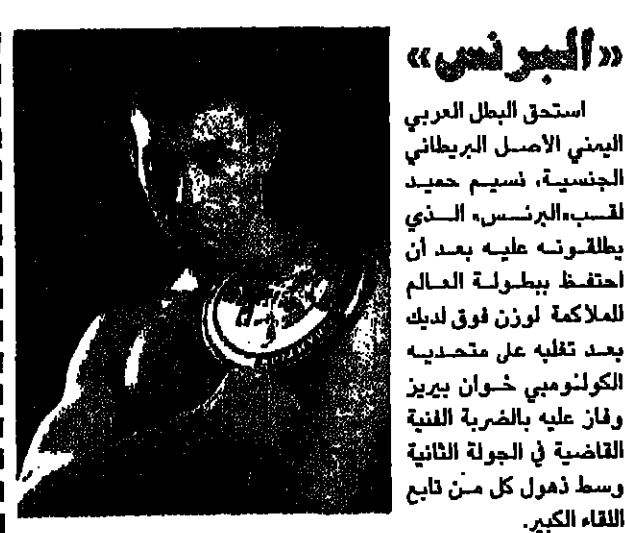 «البرنس»
استحق البطل العربي
اليمني الاصل البريطاني
الجنسية، نسيم حميد
لقب «البرنس» الذي
يطلقونه عليه بعد أن
احتفظ ببطولة العالم
للملاكمة لوزن فوق لديك
بعد تغلبه على متحديه
الكولومبي خوان بيريز
وفاز عليه بالضربة الفنية
القاضية في الجولة الثانية
وسط ذهول كل من تابع
اللقاء الكبير.